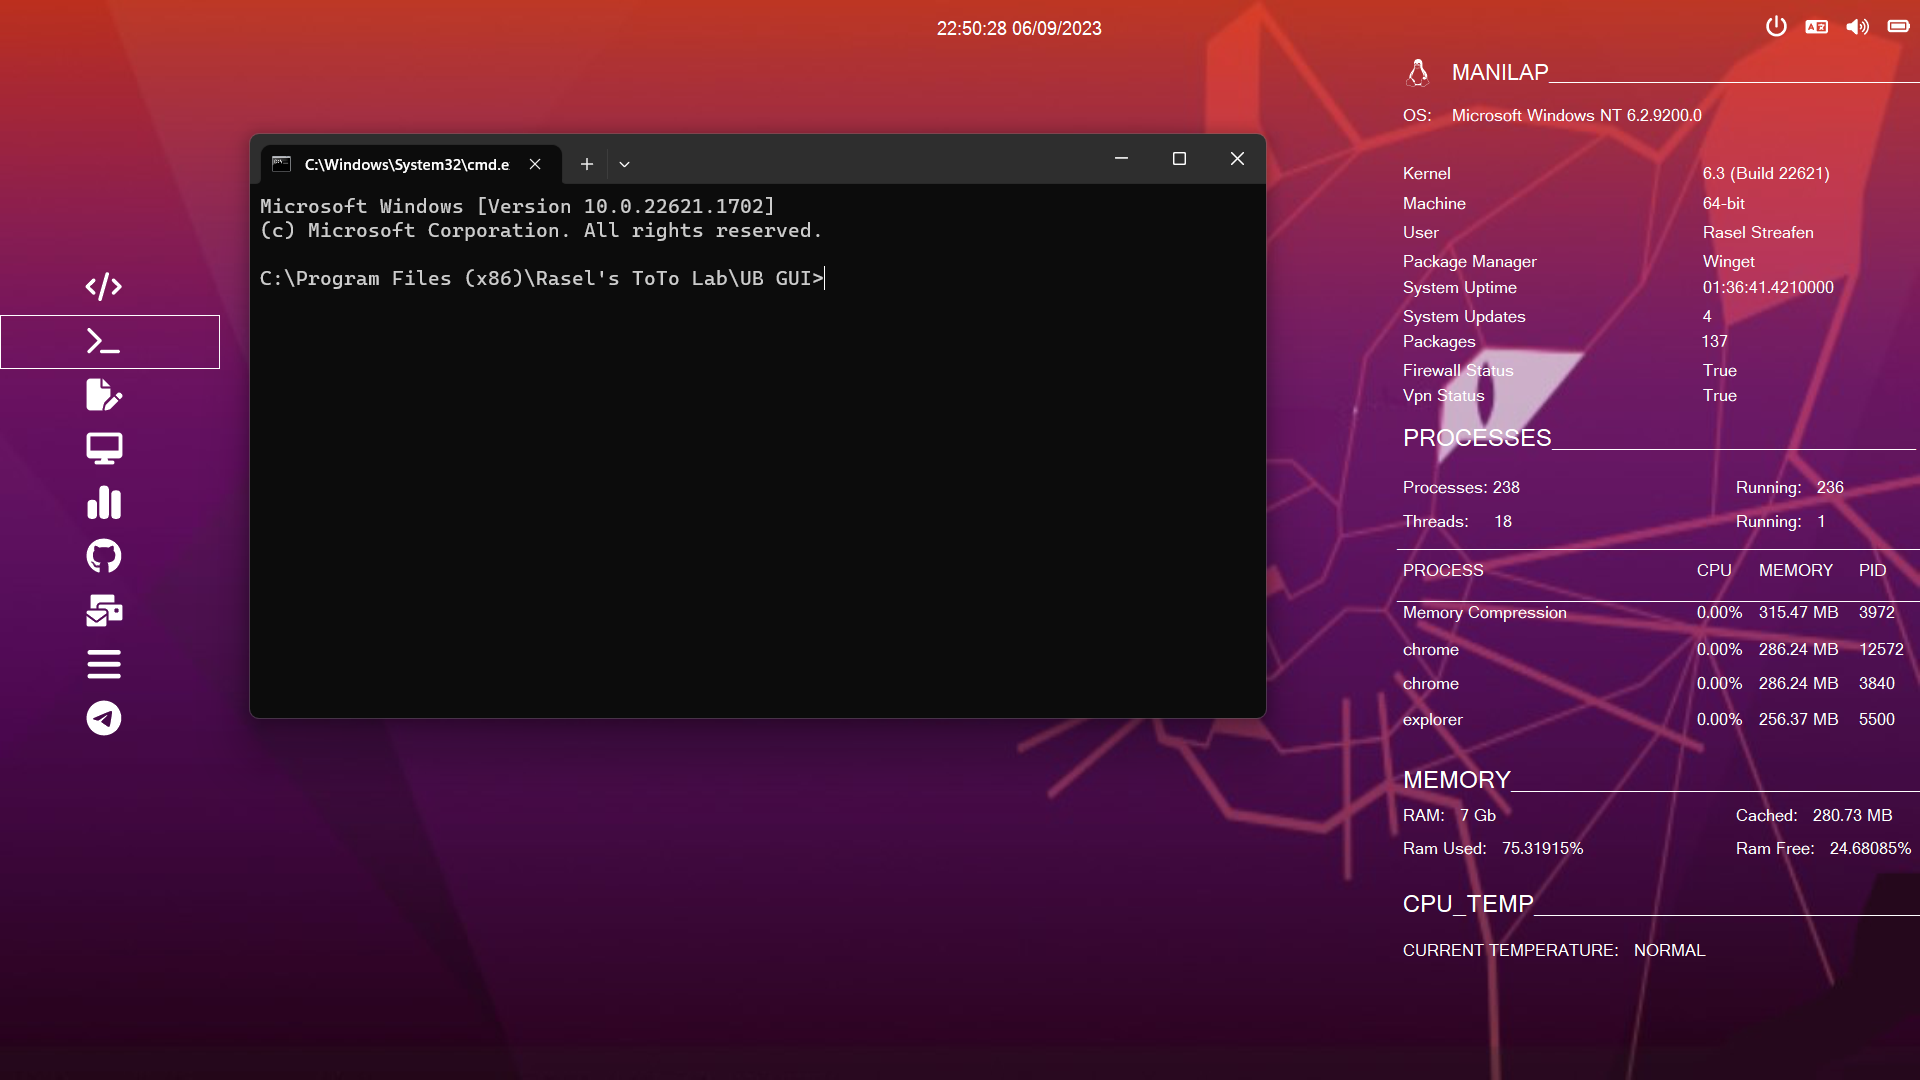 22:50:28 06/09/2023
C:\Windows\System32\cmd.e
Microsoft Windows [Version 10.0.22621.1702]
(c) Microsoft Corporation. All rights reserved.
C:\Program Files (x86)\Rasel's ToTo Lab\UB GUI>
MANILAP
OS: Microsoft Windows NT 6.2.9200.0
Kernel 6.3 (Build 22621)
Machine 64-bit
User Rasel Streafen
Package Manager Winget
System Uptime 01:36:41.4210000
System Updates 4
Packages 137
Firewall Status True
Vpn Status True
PROCESSES
Processes: 238 Running: 236
Threads: 18 Running: 1
PROCESS CPU MEMORY PID
Memory Compression 0.00% 315.47 MB 3972
chrome 0.00% 286.24 MB 12572
chrome 0.00% 286.24 MB 3840
explorer 0.00% 256.37 MB 5500
MEMORY
RAM: 7 Gb Cached: 280.73 MB
Ram Used: 75.31915% Ram Free: 24.68085%
CPU_TEMP
CURRENT TEMPERATURE: NORMAL